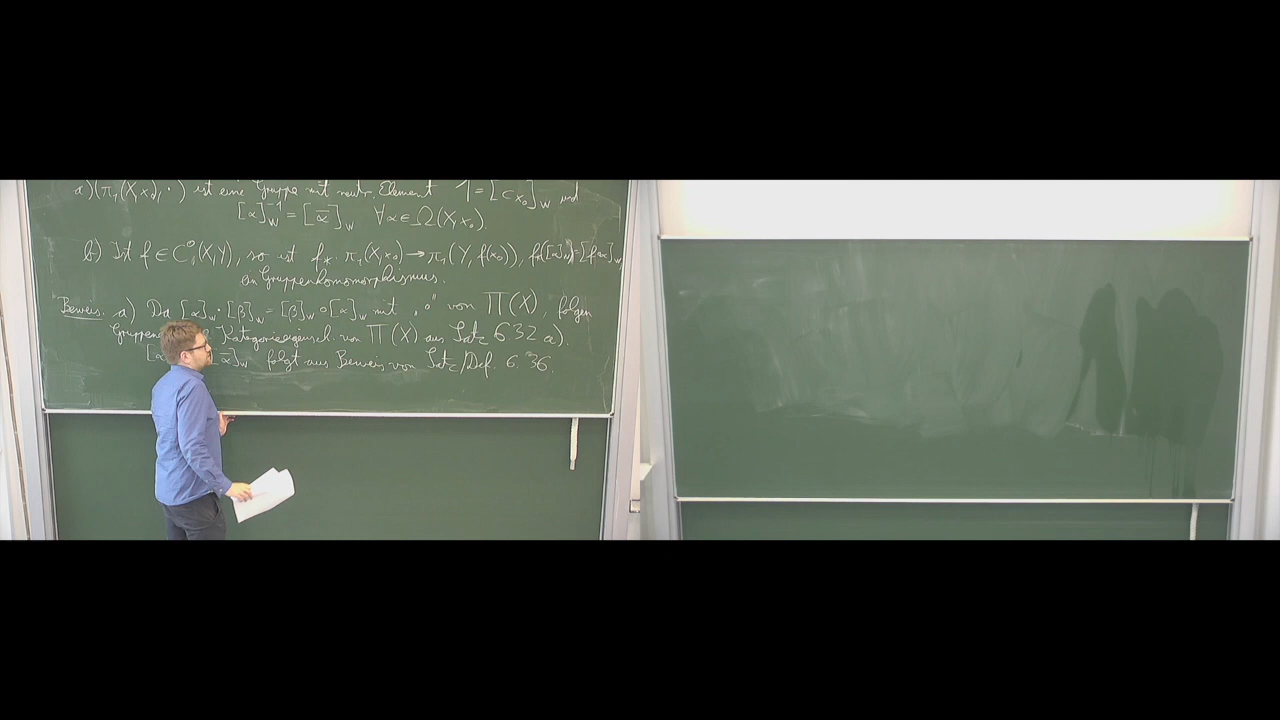 a) (π₁(X,x₀), ·) ist eine Gruppe mit neutr. Element 1 = [c_{x₀}]_W und
[α]_W^{-1} = [ᾱ]_W ∀α∈Ω(X,x₀).
b) Ist f ∈ C⁰(X,Y), so ist f_*: π₁(X,x₀) → π₁(Y,f(x₀)), f_*([α]_W) = [f∘α]_W
ein Gruppenhomomorphismus.
Beweis. a) Da [α]_W · [β]_W = [β]_W ∘ [α]_W mit „∘" von Π(X), folgen
Kategorieeigensch. von Π(X) aus Satz 6.32 a).
ᾱ]_W folgt aus Beweis von Satz/Def. 6.36.